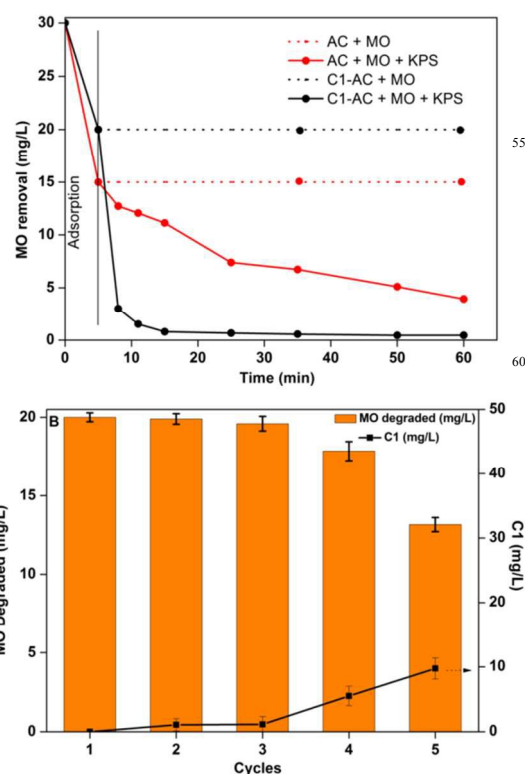 30
25
20
15
10
5
0
MO removal (mg/L)
Adsorption
AC + MO
AC + MO + KPS
C1-AC + MO
C1-AC + MO + KPS
0 10 20 30 40 50 60
Time (min)
55
60
B
MO degraded (mg/L)
C1 (mg/L)
20
15
10
5
0
MO Degraded (mg/L)
50
40
30
20
10
0
C1 (mg/L)
1 2 3 4 5
Cycles